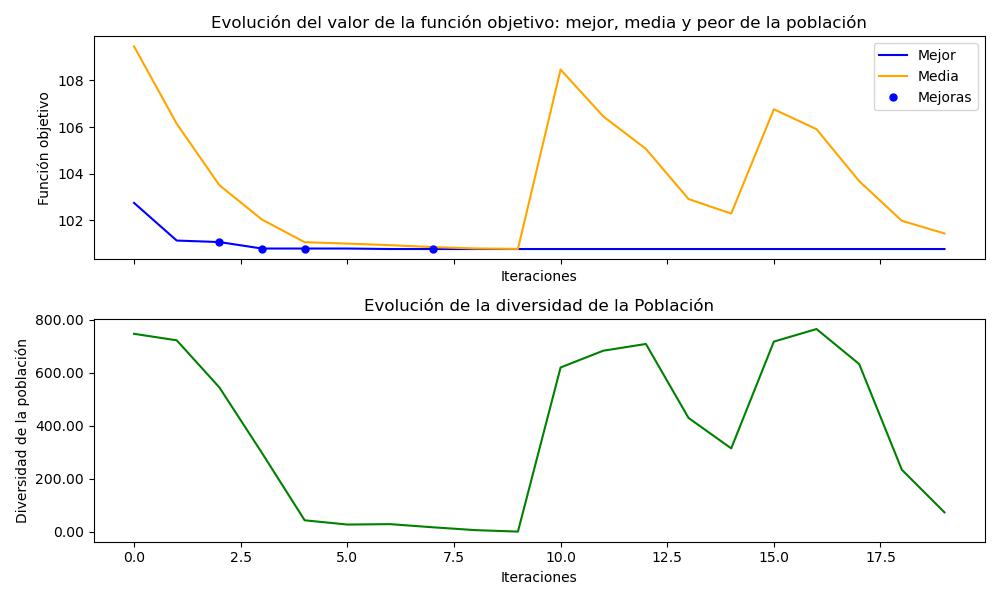 Evolución del valor de la función objetivo: mejor, media y peor de la población
Función objetivo
108
106
104
102
Mejor
Media
Mejoras
Iteraciones
Evolución de la diversidad de la Población
Diversidad de la población
800.00
600.00
400.00
200.00
0.00
0.0 2.5 5.0 7.5 10.0 12.5 15.0 17.5
Iteraciones